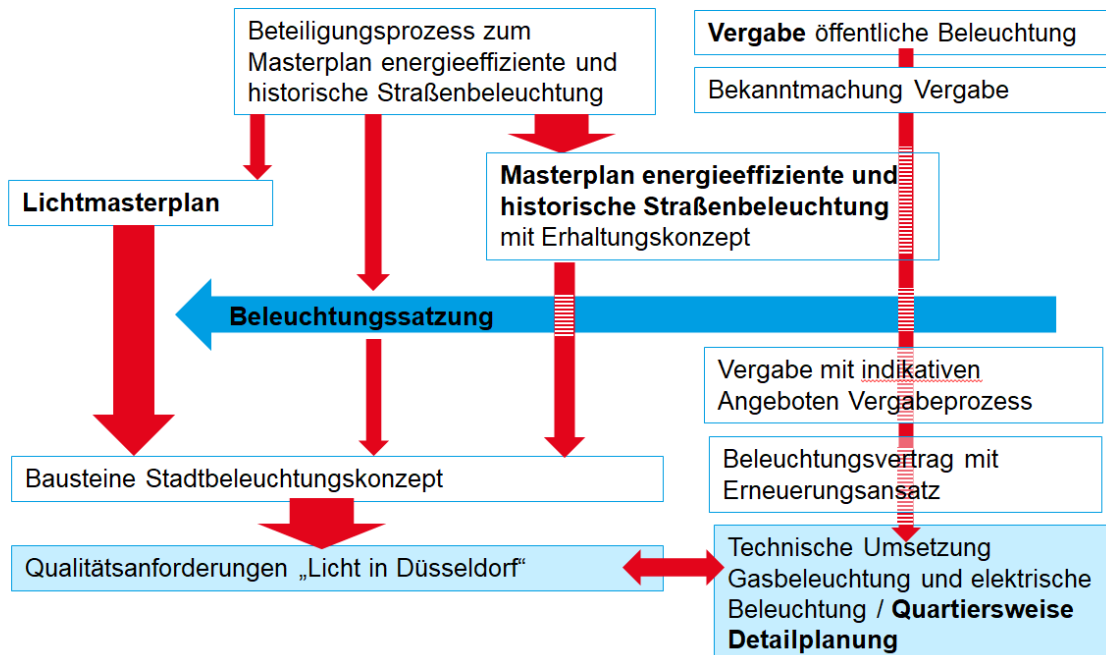 Beteiligungsprozess zum
Masterplan energieeffiziente und
historische Straßenbeleuchtung
Vergabe öffentliche Beleuchtung
Bekanntmachung Vergabe
Lichtmasterplan
Masterplan energieeffiziente und
historische Straßenbeleuchtung
mit Erhaltungskonzept
Beleuchtungssatzung
Vergabe mit indikativen
Angeboten Vergabeprozess
Bausteine Stadtbeleuchtungskonzept
Beleuchtungsvertrag mit
Erneuerungsansatz
Qualitätsanforderungen „Licht in Düsseldorf“
Technische Umsetzung
Gasbeleuchtung und elektrische
Beleuchtung / Quartiersweise
Detailplanung